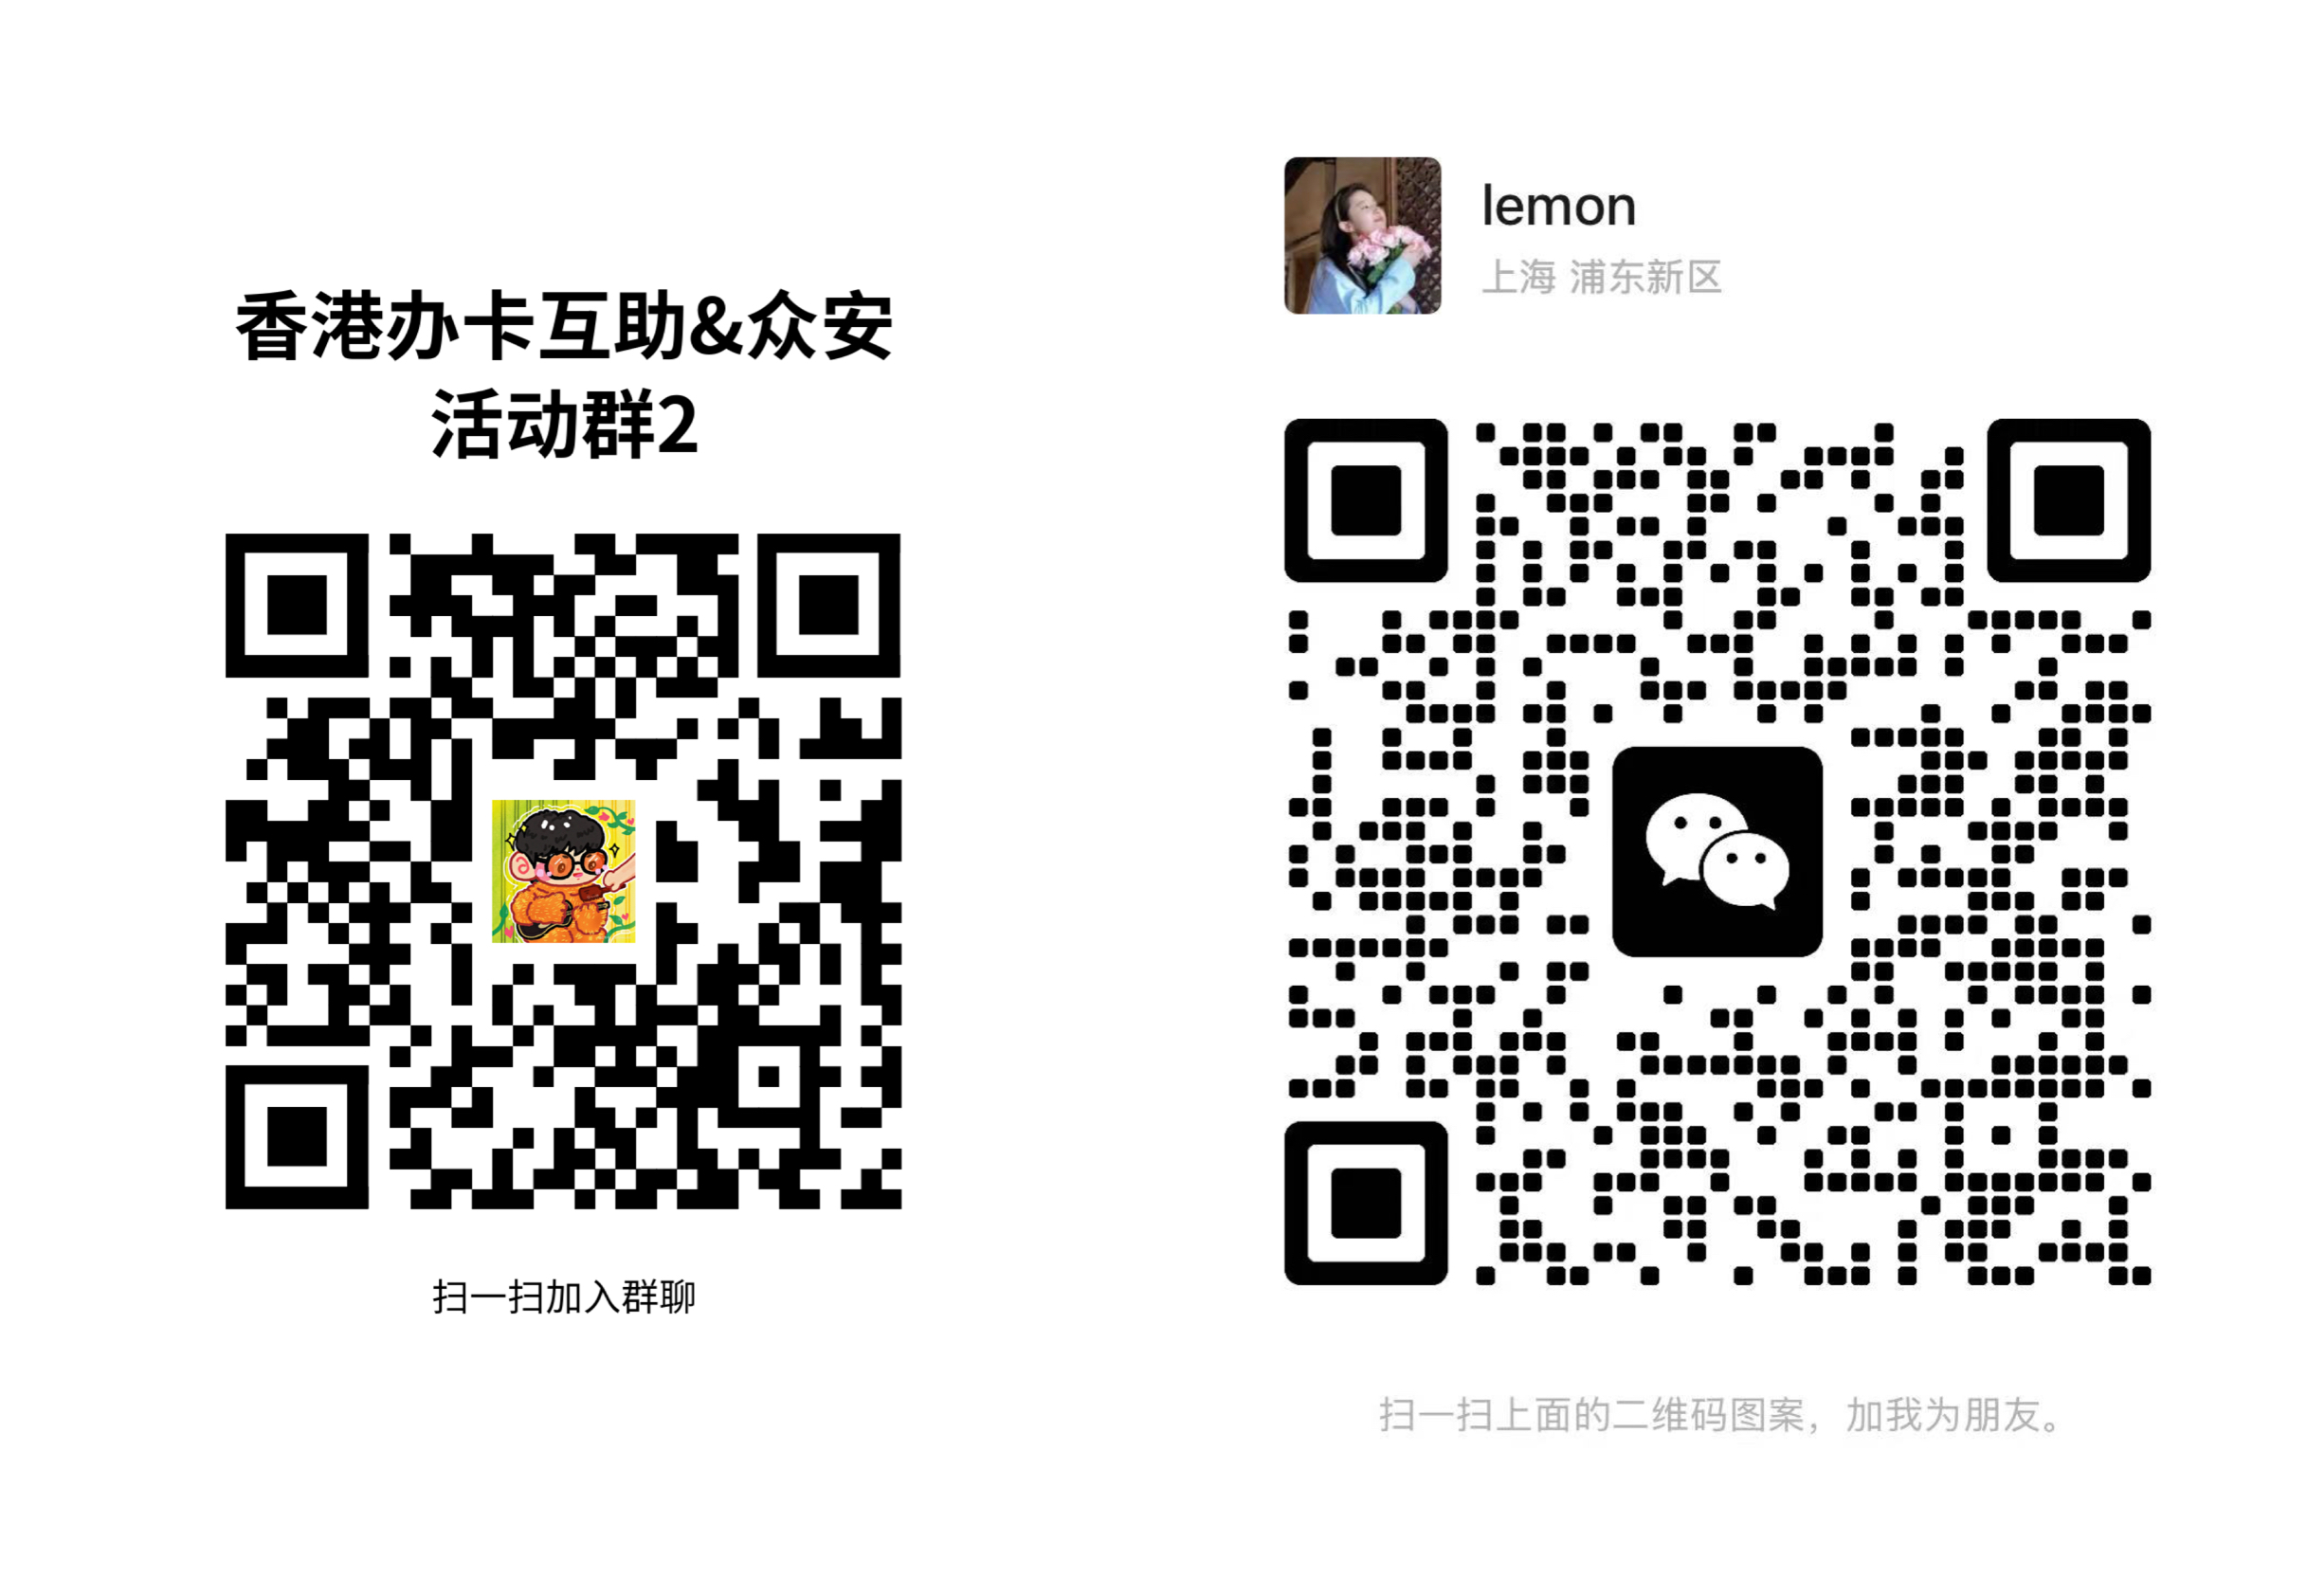 香港办卡互助&众安
活动群2
扫一扫加入群聊
lemon
上海 浦东新区
扫一扫上面的二维码图案，加我为朋友。